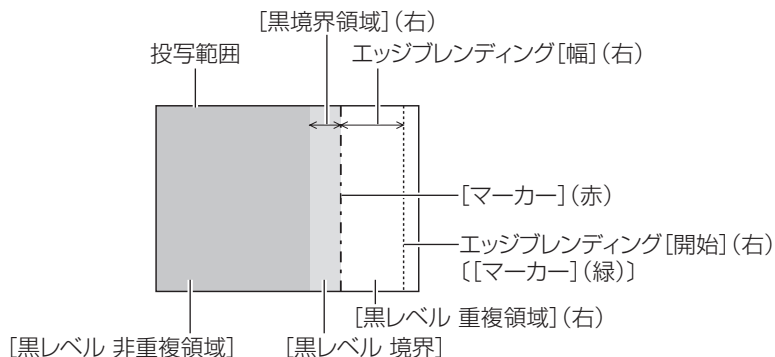 [黒境界領域](右)
投写範囲
エッジブレンディング[幅](右)
[マーカー](赤)
エッジブレンディング[開始](右)
〔[マーカー](緑)〕
[黒レベル 重複領域](右)
[黒レベル 非重複領域]
[黒レベル 境界]